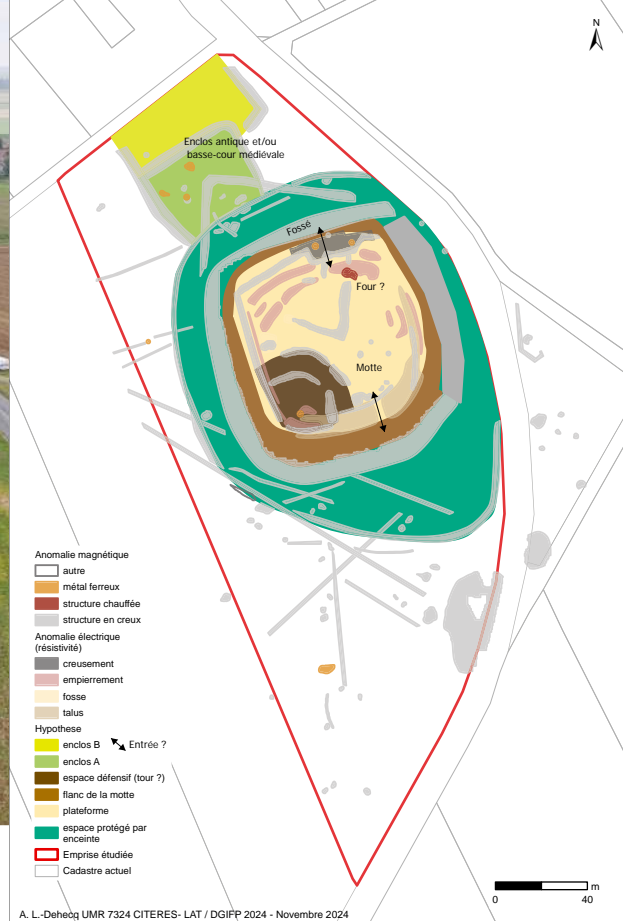 N
Enclos antique et/ou
basse-cour médiévale
Fossé
Four ?
Motte
Anomalie magnétique
autre
métal ferreux
structure chauffée
structure en creux
Anomalie électrique
(résistivité)
creusement
empierrement
fosse
talus
Hypothese
enclos B
Entrée ?
enclos A
espace défensif (tour ?)
flanc de la motte
plateforme
espace protégé par
enceinte
Emprise étudiée
Cadastre actuel
m
0 40
A. L.-Dehecq UMR 7324 CITERES- LAT / DGIFP 2024 - Novembre 2024